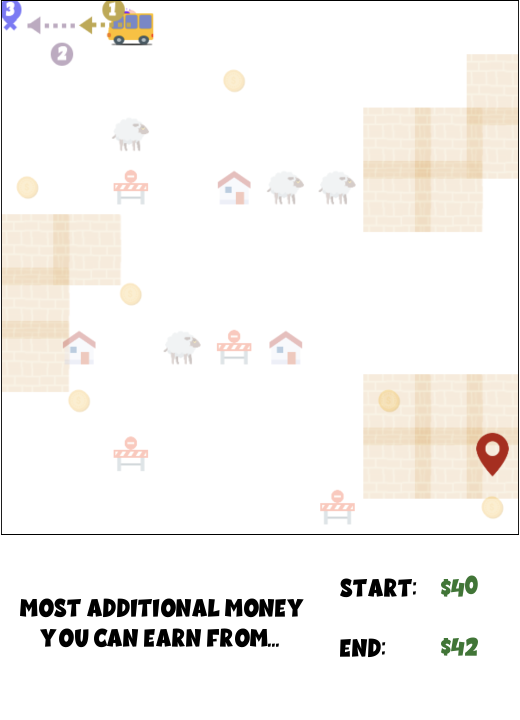 3
1
2
MOST ADDITIONAL MONEY
YOU CAN EARN FROM...
START: $40
END: $42